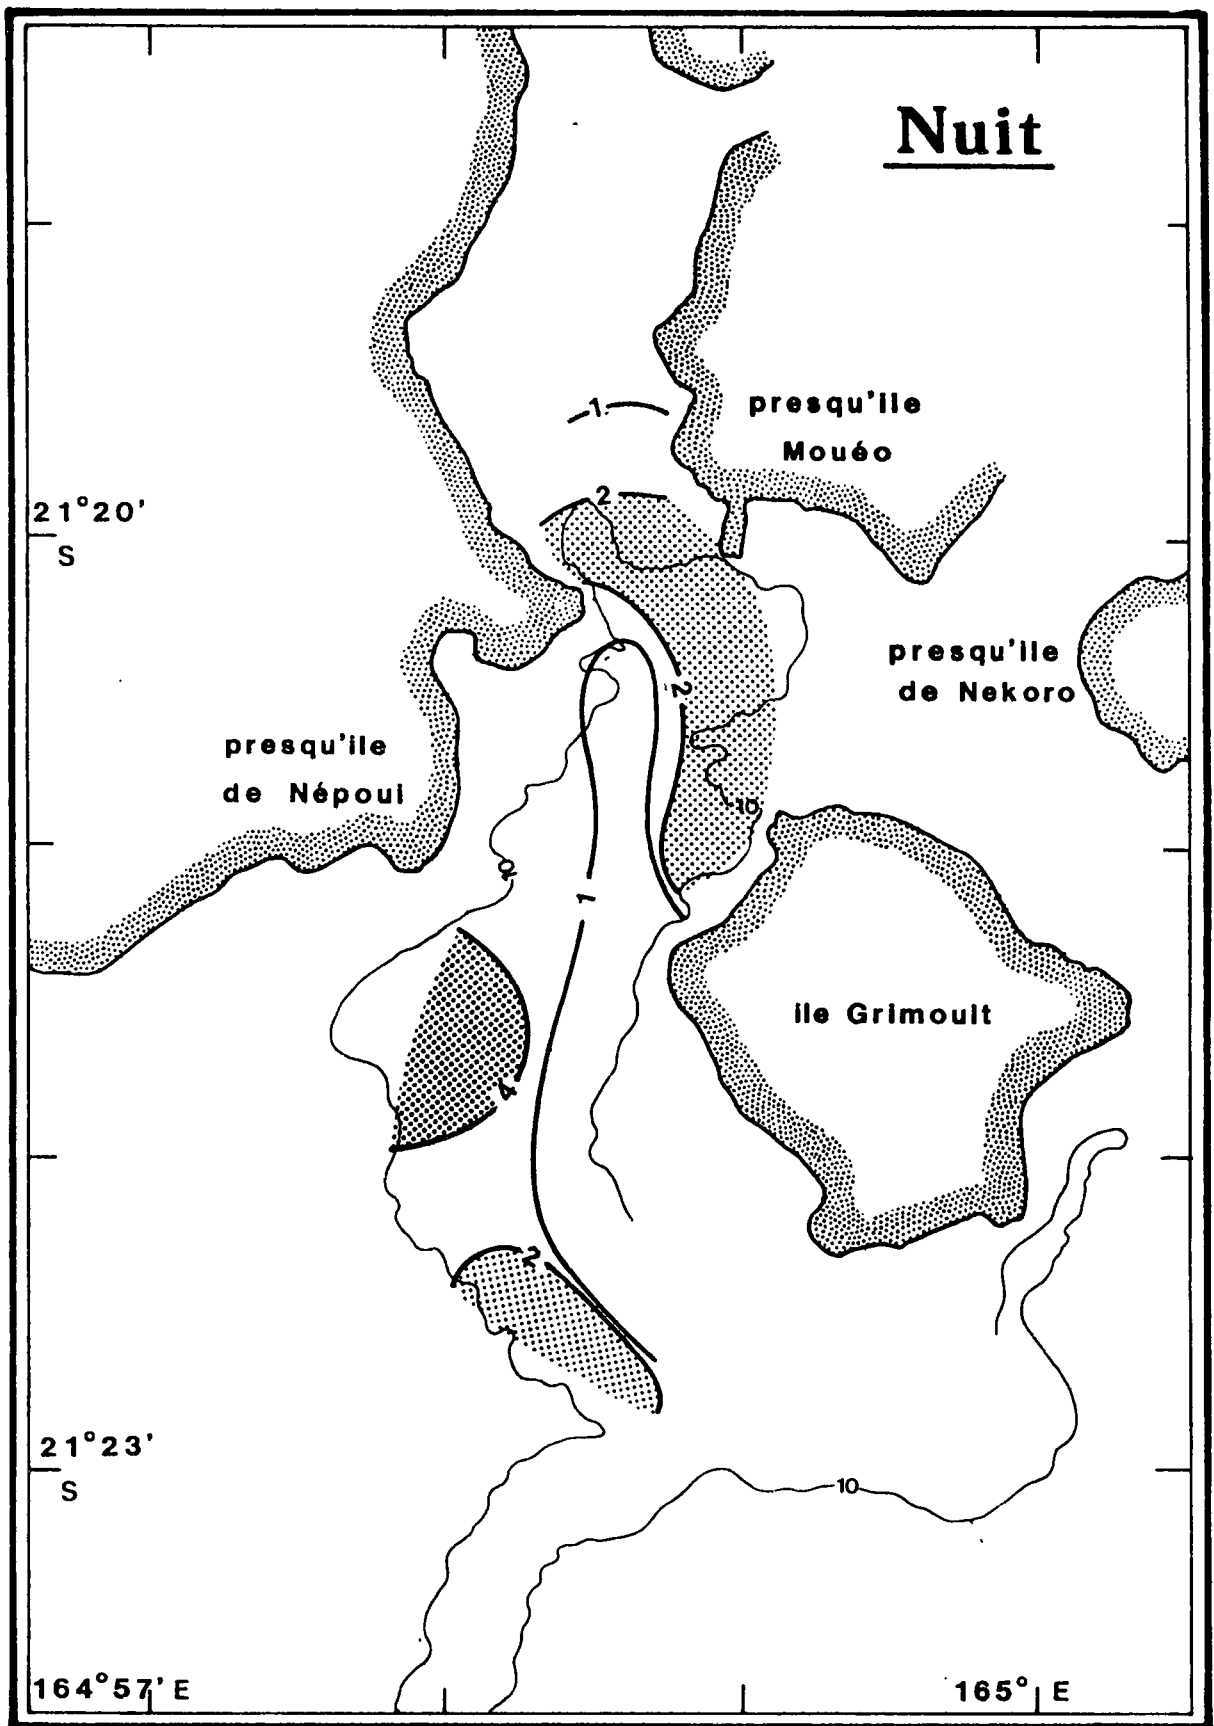 Nuit
1
presqu'ile
Mouéo
2
21°20'
S
presqu'ile
de Nekoro
2
presqu'ile
de Népoui
10
10
1
ile Grimoult
4
2
21°23'
S
10
164°57' E
165° E